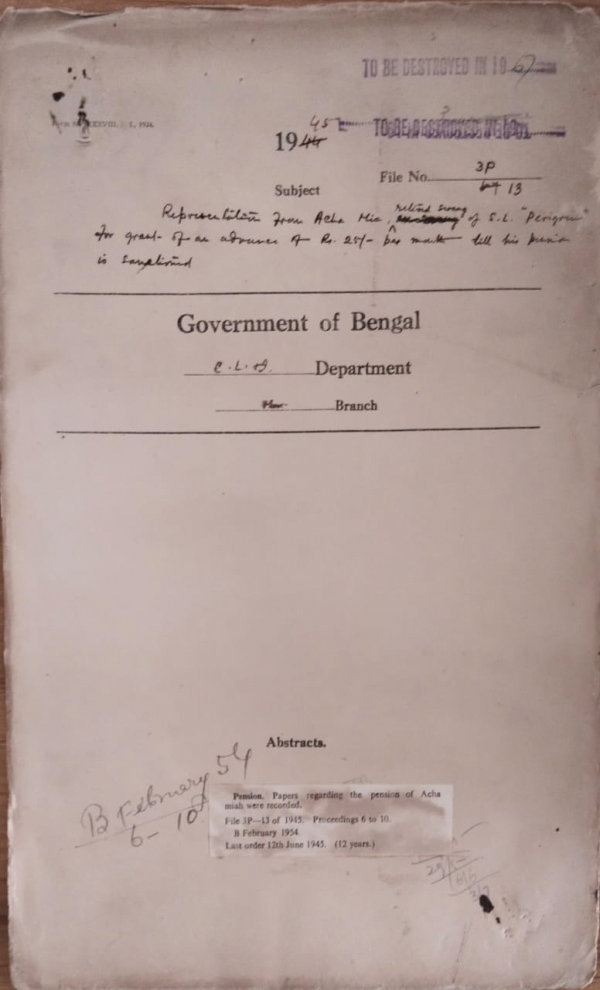 TO BE DESTROYED IN 19
1945
File No. 3P 13
Subject
Representation from Acha Mia, retired serang of S.L. "Perigrin"
for grant of an advance of Rs. 25/- per month till his pension
is sanctioned
Government of Bengal
Department
Branch
Abstracts.
B February 54
6-10
Pension. Papers regarding the pension of Acha
miah were recorded.
File 3P—13 of 1945. Proceedings 6 to 10.
B February 1954.
Last order 12th June 1945. (12 years.)